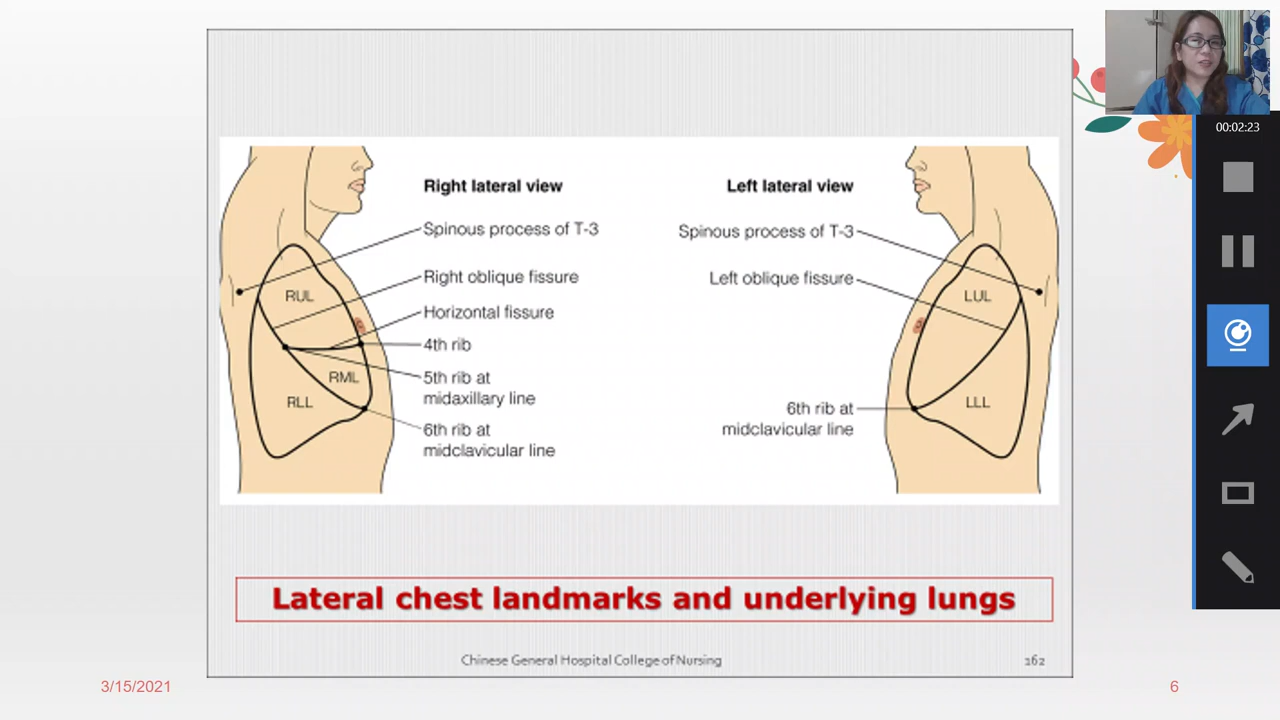 00:02:23
Right lateral view
Spinous process of T-3
Right oblique fissure
Horizontal fissure
4th rib
5th rib at
midaxillary line
6th rib at
midclavicular line
RUL
RML
RLL
Left lateral view
Spinous process of T-3
Left oblique fissure
6th rib at
midclavicular line
LUL
LLL
Lateral chest landmarks and underlying lungs
Chinese General Hospital College of Nursing
162
3/15/2021
6